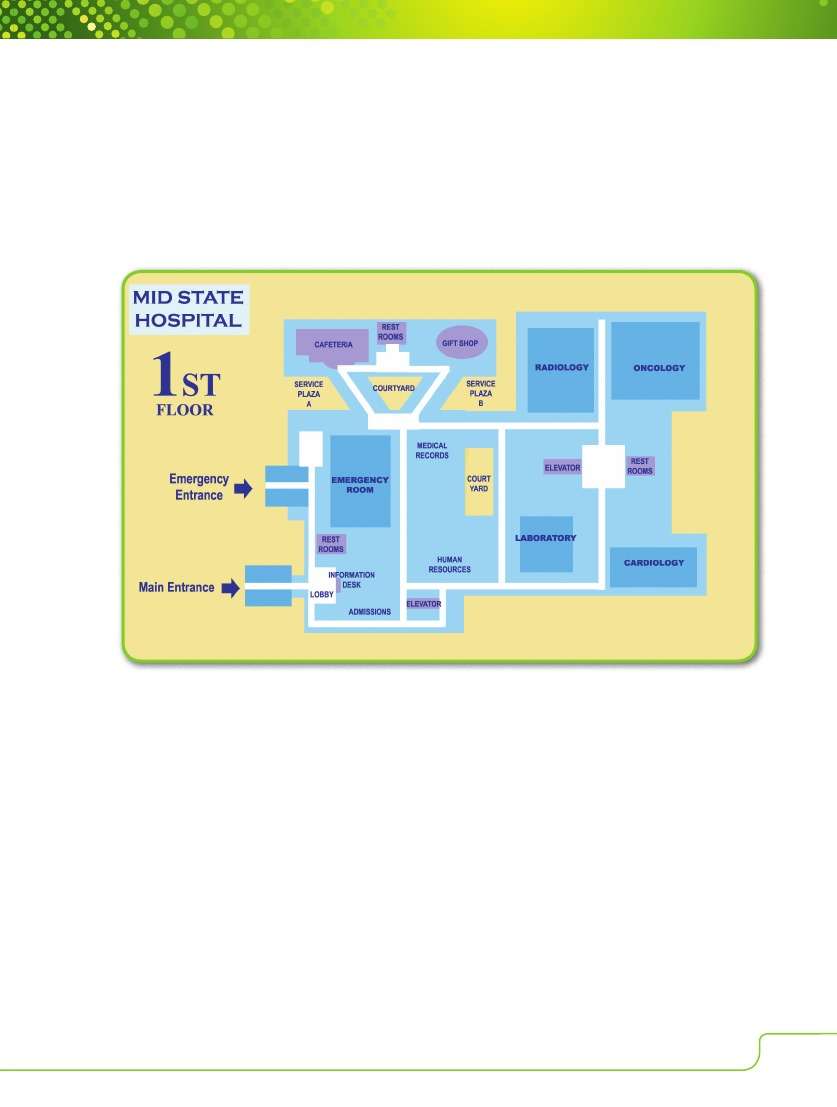 MID STATE
HOSPITAL
1ST
FLOOR
REST
ROOMS
CAFETERIA
GIFT SHOP
SERVICE
PLAZA
A
COURTYARD
SERVICE
PLAZA
B
RADIOLOGY
ONCOLOGY
MEDICAL
RECORDS
Emergency
Entrance
EMERGENCY
ROOM
COURT
YARD
ELEVATOR
REST
ROOMS
REST
ROOMS
LABORATORY
HUMAN
RESOURCES
CARDIOLOGY
Main Entrance
INFORMATION
DESK
LOBBY
ADMISSIONS
ELEVATOR